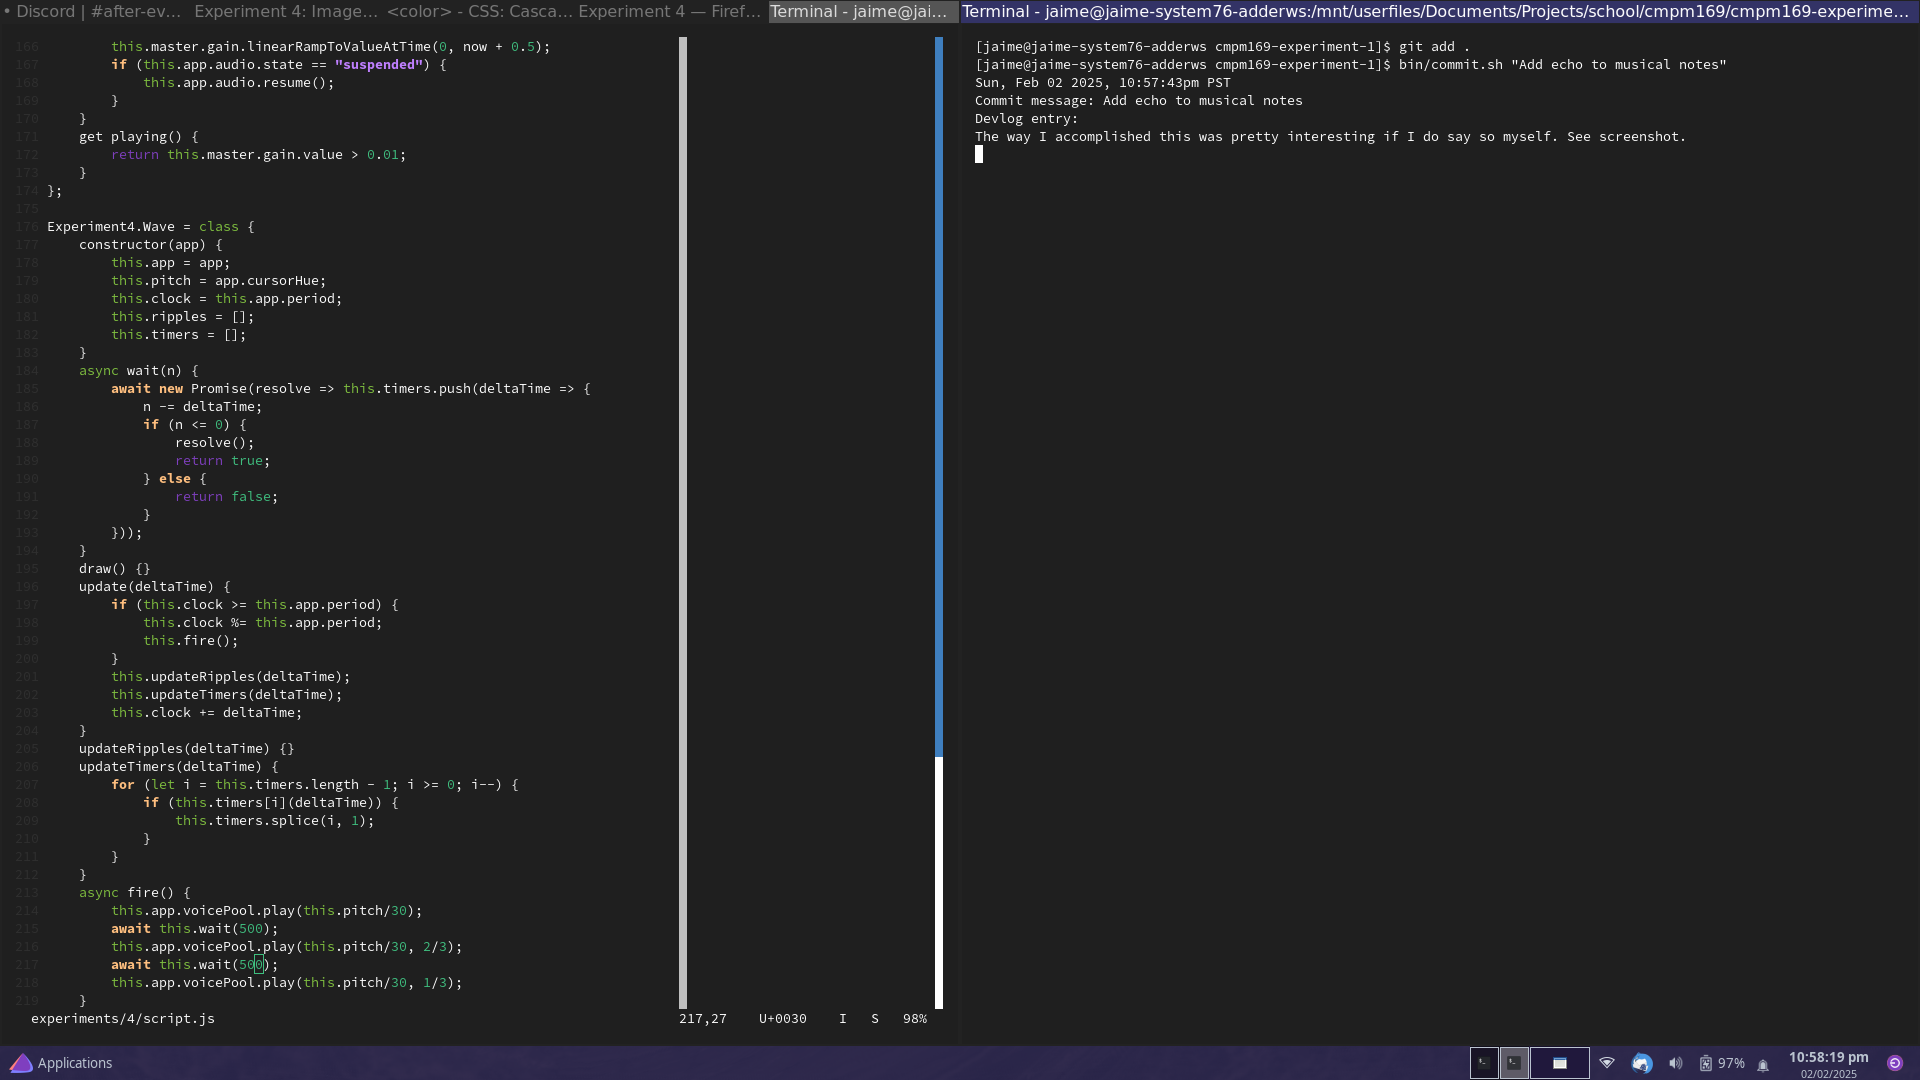 • Discord | #after-ev... Experiment 4: Image... <color> - CSS: Casca... Experiment 4 — Firef... Terminal - jaime@jai... Terminal - jaime@jaime-system76-adderws:/mnt/userfiles/Documents/Projects/school/cmpm169/cmpm169-experime...
166 this.master.gain.linearRampToValueAtTime(0, now + 0.5);
167 if (this.app.audio.state == "suspended") {
168 this.app.audio.resume();
169 }
170 }
171 get playing() {
172 return this.master.gain.value > 0.01;
173 }
174 };
175
176 Experiment4.Wave = class {
177 constructor(app) {
178 this.app = app;
179 this.pitch = app.cursorHue;
180 this.clock = this.app.period;
181 this.ripples = [];
182 this.timers = [];
183 }
184 async wait(n) {
185 await new Promise(resolve => this.timers.push(deltaTime => {
186 n -= deltaTime;
187 if (n <= 0) {
188 resolve();
189 return true;
190 } else {
191 return false;
192 }
193 }));
194 }
195 draw() {}
196 update(deltaTime) {
197 if (this.clock >= this.app.period) {
198 this.clock %= this.app.period;
199 this.fire();
200 }
201 this.updateRipples(deltaTime);
202 this.updateTimers(deltaTime);
203 this.clock += deltaTime;
204 }
205 updateRipples(deltaTime) {}
206 updateTimers(deltaTime) {
207 for (let i = this.timers.length - 1; i >= 0; i--) {
208 if (this.timers[i](deltaTime)) {
209 this.timers.splice(i, 1);
210 }
211 }
212 }
213 async fire() {
214 this.app.voicePool.play(this.pitch/30);
215 await this.wait(500);
216 this.app.voicePool.play(this.pitch/30, 2/3);
217 await this.wait(500);
218 this.app.voicePool.play(this.pitch/30, 1/3);
219 }
experiments/4/script.js 217,27 U+0030 I S 98%
[jaime@jaime-system76-adderws cmpm169-experiment-1]$ git add .
[jaime@jaime-system76-adderws cmpm169-experiment-1]$ bin/commit.sh "Add echo to musical notes"
Sun, Feb 02 2025, 10:57:43pm PST
Commit message: Add echo to musical notes
Devlog entry:
The way I accomplished this was pretty interesting if I do say so myself. See screenshot.
Applications
97%
10:58:19 pm
02/02/2025